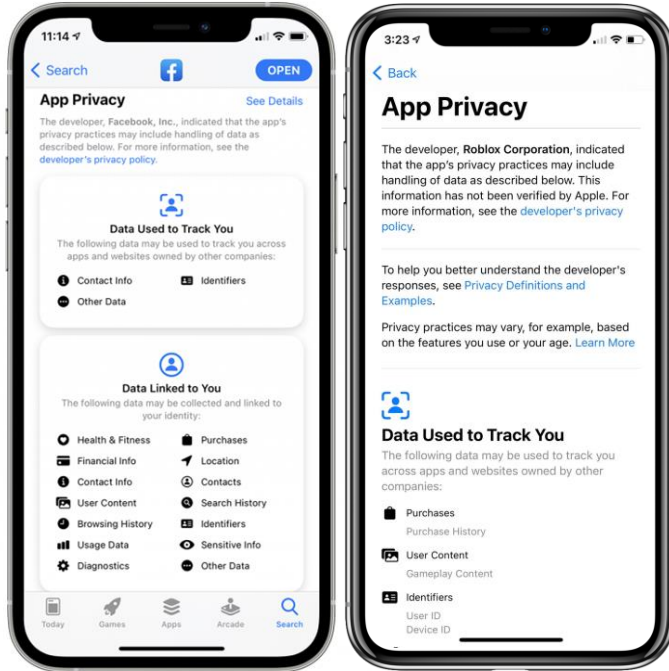 11:14
Search
OPEN
App Privacy
See Details
The developer, Facebook, Inc., indicated that the app's
privacy practices may include handling of data as
described below. For more information, see the
developer's privacy policy.
Data Used to Track You
The following data may be used to track you across
apps and websites owned by other companies:
Contact Info
Identifiers
Other Data
Data Linked to You
The following data may be collected and linked to
your identity:
Health & Fitness
Purchases
Financial Info
Location
Contact Info
Contacts
User Content
Search History
Browsing History
Identifiers
Usage Data
Sensitive Info
Diagnostics
Other Data
Today
Games
Apps
Arcade
Search
3:23
Back
App Privacy
The developer, Roblox Corporation, indicated
that the app's privacy practices may include
handling of data as described below. This
information has not been verified by Apple. For
more information, see the developer's privacy
policy.
To help you better understand the developer's
responses, see Privacy Definitions and
Examples.
Privacy practices may vary, for example, based
on the features you use or your age. Learn More
Data Used to Track You
The following data may be used to track you
across apps and websites owned by other
companies:
Purchases
Purchase History
User Content
Gameplay Content
Identifiers
User ID
Device ID